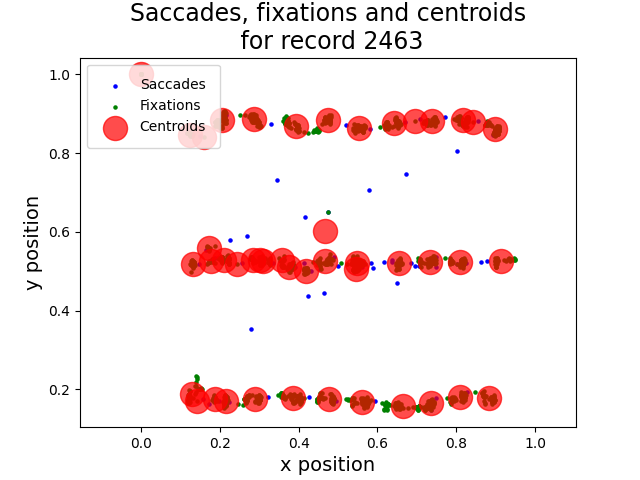 Saccades, fixations and centroids
for record 2463
Saccades
Fixations
Centroids
y position
1.0
0.8
0.6
0.4
0.2
0.0 0.2 0.4 0.6 0.8 1.0
x position